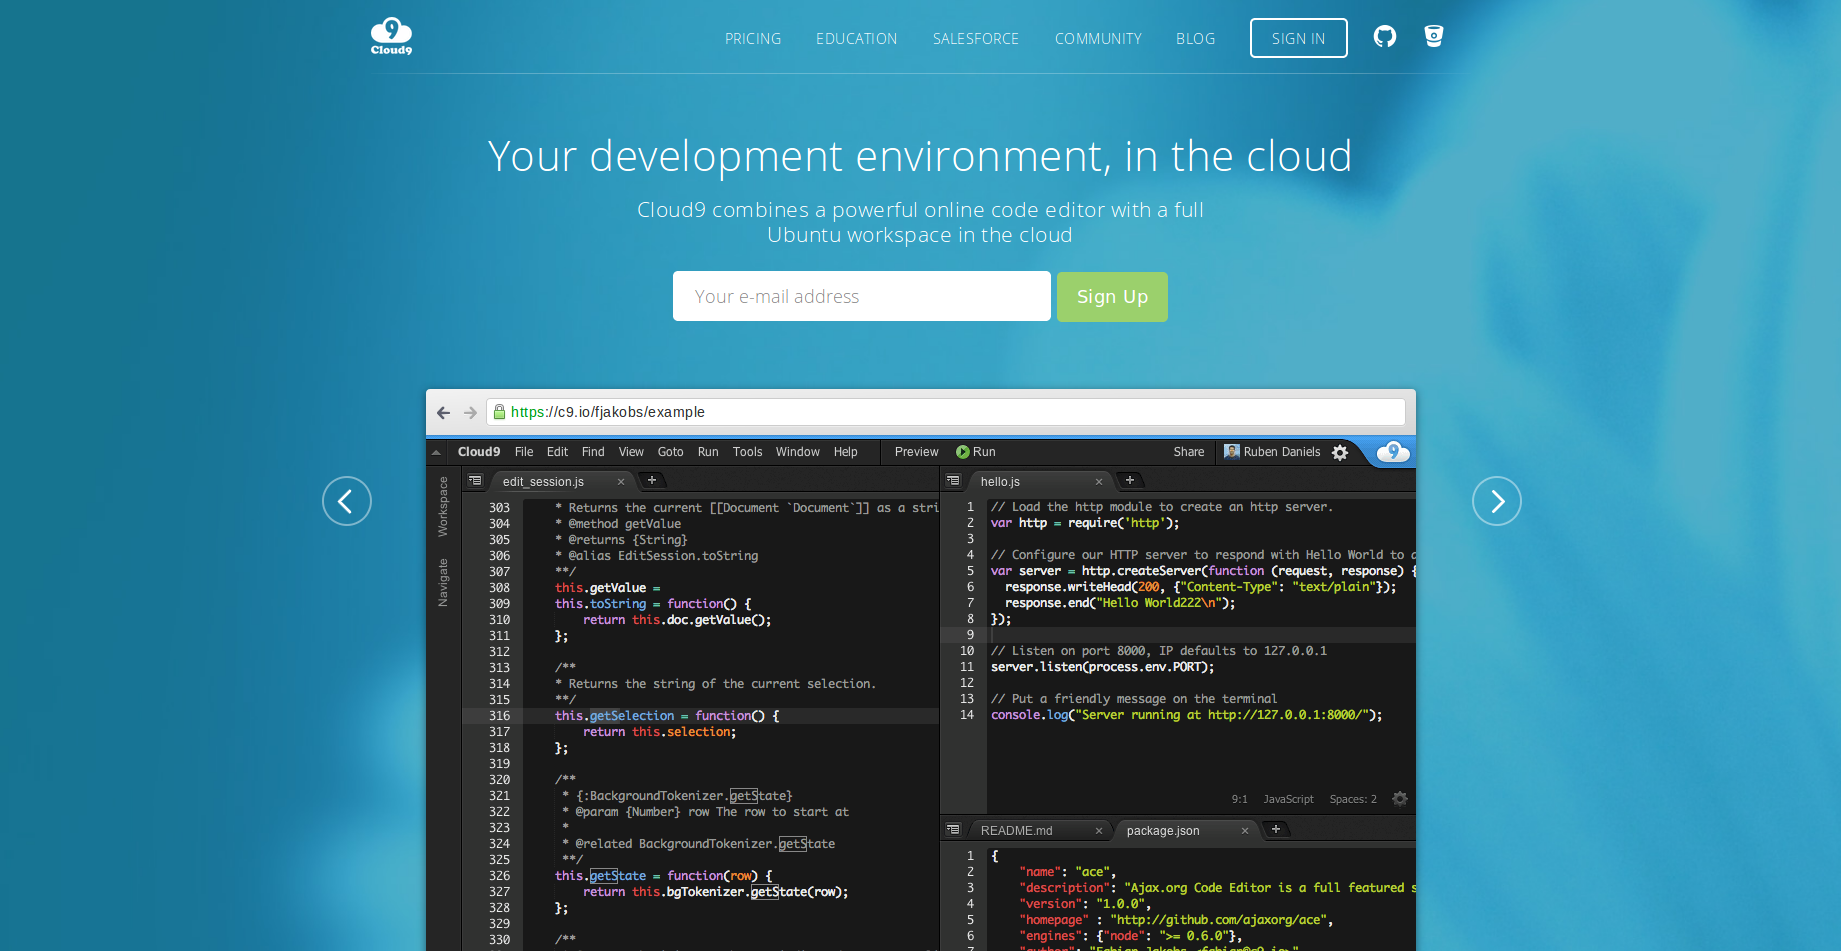 9
Cloud9
PRICING
EDUCATION
SALESFORCE
COMMUNITY
BLOG
SIGN IN
Your development environment, in the cloud
Cloud9 combines a powerful online code editor with a full
Ubuntu workspace in the cloud
Your e-mail address
Sign Up
https://c9.io/fjakobs/example
Cloud9 File Edit Find View Goto Run Tools Window Help Preview Run Share Ruben Daniels 9
Workspace
Navigate
edit_session.js
303 * Returns the current [[Document `Document`]] as a stri
304 * @method getValue
305 * @returns {String}
306 * @alias EditSession.toString
307 **/
308 this.getValue =
309 this.toString = function() {
310 return this.doc.getValue();
311 };
312
313 /**
314 * Returns the string of the current selection.
315 **/
316 this.getSelection = function() {
317 return this.selection;
318 };
319
320 /**
321 * {:BackgroundTokenizer.getState}
322 * @param {Number} row The row to start at
323 *
324 * @related BackgroundTokenizer.getState
325 **/
326 this.getState = function(row) {
327 return this.bgTokenizer.getState(row);
328 };
329
330 /**
hello.js
1 // Load the http module to create an http server.
2 var http = require('http');
3
4 // Configure our HTTP server to respond with Hello World to a
5 var server = http.createServer(function (request, response) {
6 response.writeHead(200, {"Content-Type": "text/plain"});
7 response.end("Hello World222\n");
8 });
9
10 // Listen on port 8000, IP defaults to 127.0.0.1
11 server.listen(process.env.PORT);
12
13 // Put a friendly message on the terminal
14 console.log("Server running at http://127.0.0.1:8000/");
9:1 JavaScript Spaces: 2
README.md
package.json
1 {
2 "name": "ace",
3 "description": "Ajax.org Code Editor is a full featured s
4 "version": "1.0.0",
5 "homepage" : "http://github.com/ajaxorg/ace",
6 "engines": {"node": ">= 0.6.0"},
7 "author": "Fabian Jakobs <fabian@c9.io>",